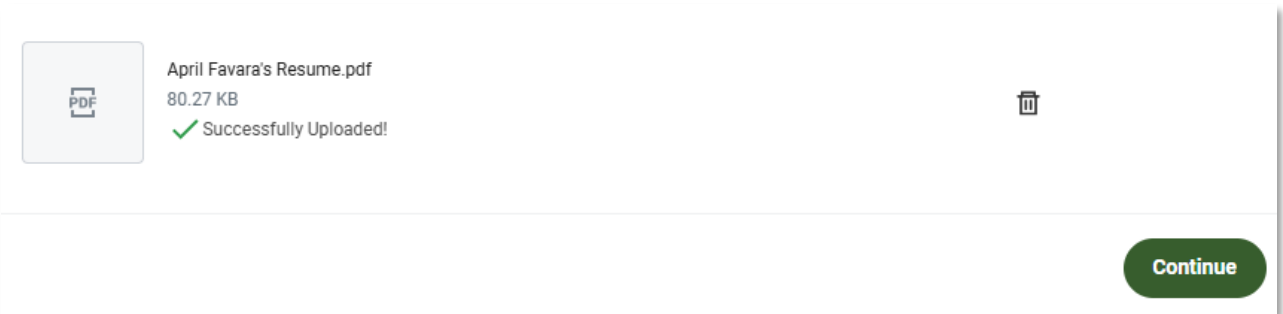 PDF
April Favara's Resume.pdf
80.27 KB
Successfully Uploaded!
Continue